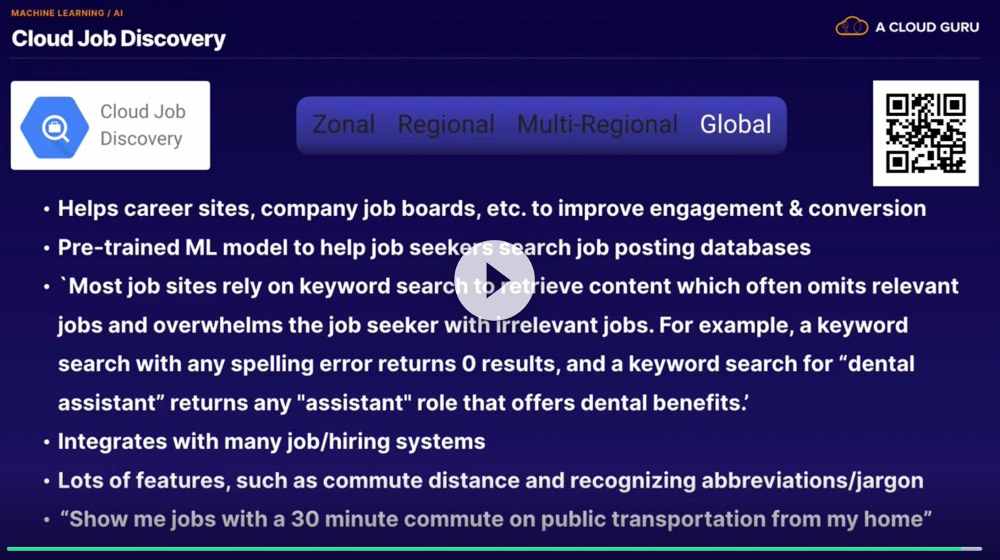 MACHINE LEARNING / AI
Cloud Job Discovery
A CLOUD GURU
Cloud Job
Discovery
Zonal Regional Multi-Regional Global
• Helps career sites, company job boards, etc. to improve engagement & conversion
• Pre-trained ML model to help job seekers search job posting databases
• `Most job sites rely on keyword search to retrieve content which often omits relevant
jobs and overwhelms the job seeker with irrelevant jobs. For example, a keyword
search with any spelling error returns 0 results, and a keyword search for “dental
assistant” returns any "assistant" role that offers dental benefits.’
• Integrates with many job/hiring systems
• Lots of features, such as commute distance and recognizing abbreviations/jargon
• “Show me jobs with a 30 minute commute on public transportation from my home”